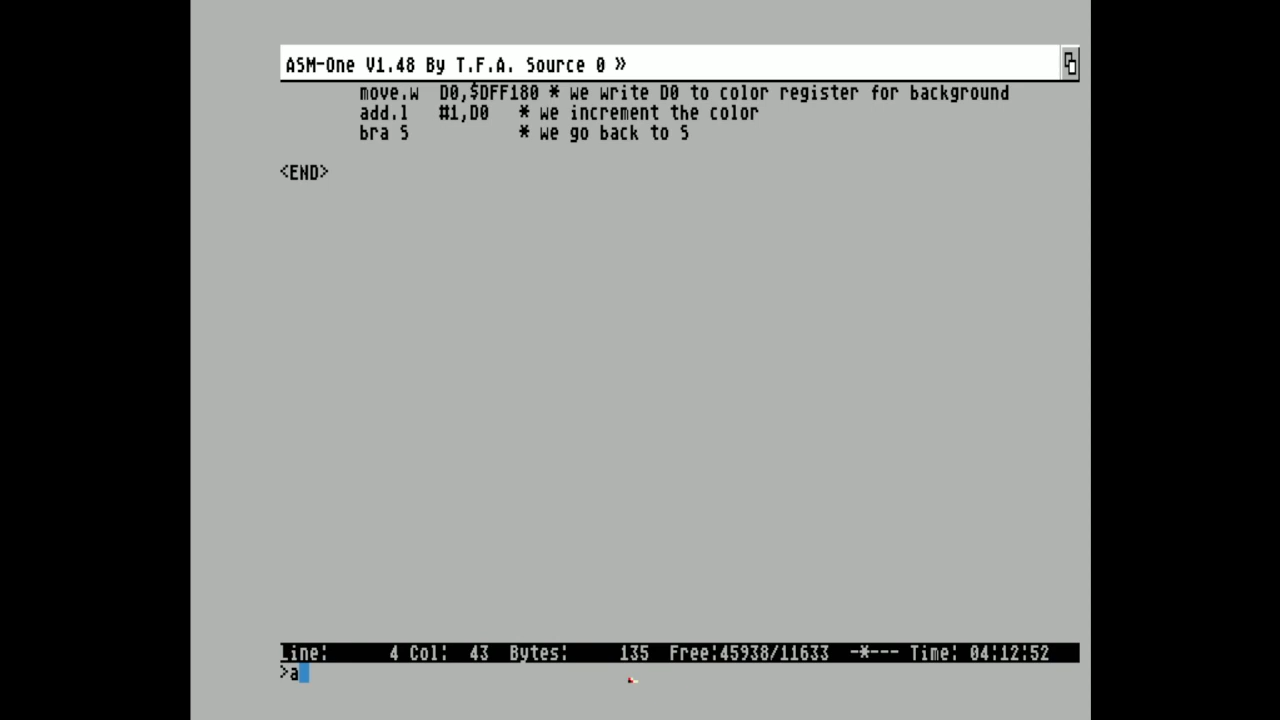 ASM-One V1.48 By T.F.A. Source 0 »
move.w D0,$DFF180 * we write D0 to color register for background
add.l #1,D0 * we increment the color
bra S * we go back to S
<END>
Line: 4 Col: 43 Bytes: 135 Free:45938/11633 -*--- Time: 04:12:52
>a